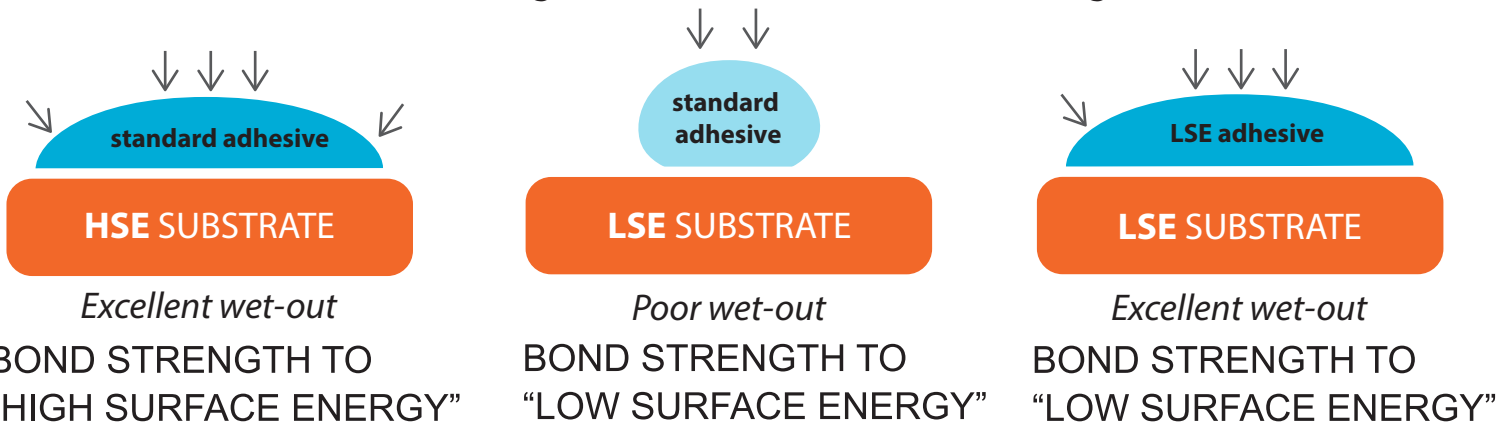 standard adhesive
HSE SUBSTRATE
Excellent wet-out
BOND STRENGTH TO
HIGH SURFACE ENERGY”
standard
adhesive
LSE SUBSTRATE
Poor wet-out
BOND STRENGTH TO
“LOW SURFACE ENERGY”
LSE adhesive
LSE SUBSTRATE
Excellent wet-out
BOND STRENGTH TO
“LOW SURFACE ENERGY”